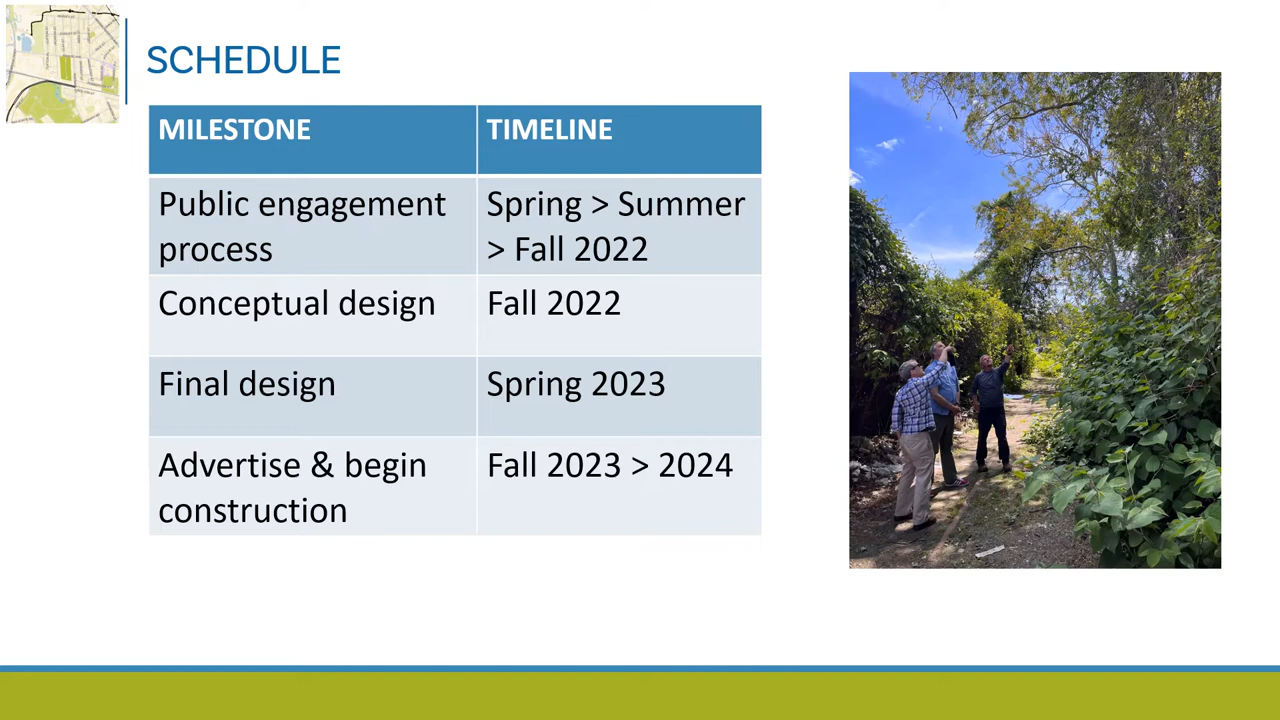 SCHEDULE
MILESTONE
TIMELINE
Public engagement
process
Spring > Summer
> Fall 2022
Conceptual design
Fall 2022
Final design
Spring 2023
Advertise & begin
construction
Fall 2023 > 2024